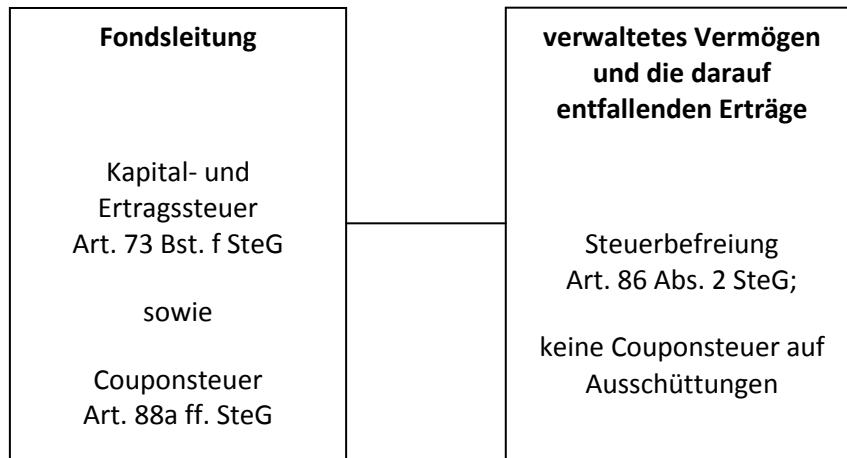 Fondsleitung
Kapital- und
Ertragssteuer
Art. 73 Bst. f SteG
sowie
Couponsteuer
Art. 88a ff. SteG
verwaltetes Vermögen
und die darauf
entfallenden Erträge
Steuerbefreiung
Art. 86 Abs. 2 SteG;
keine Couponsteuer auf
Ausschüttungen